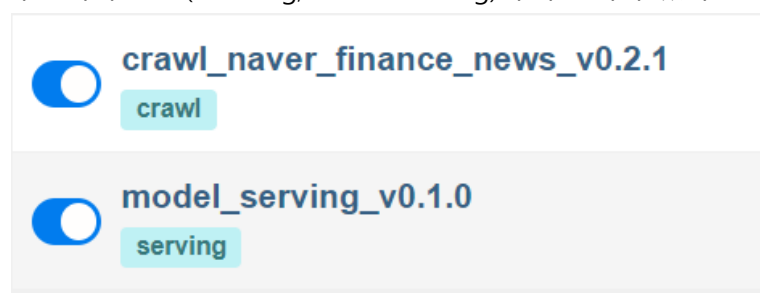 crawl_naver_finance_news_v0.2.1
crawl
model_serving_v0.1.0
serving